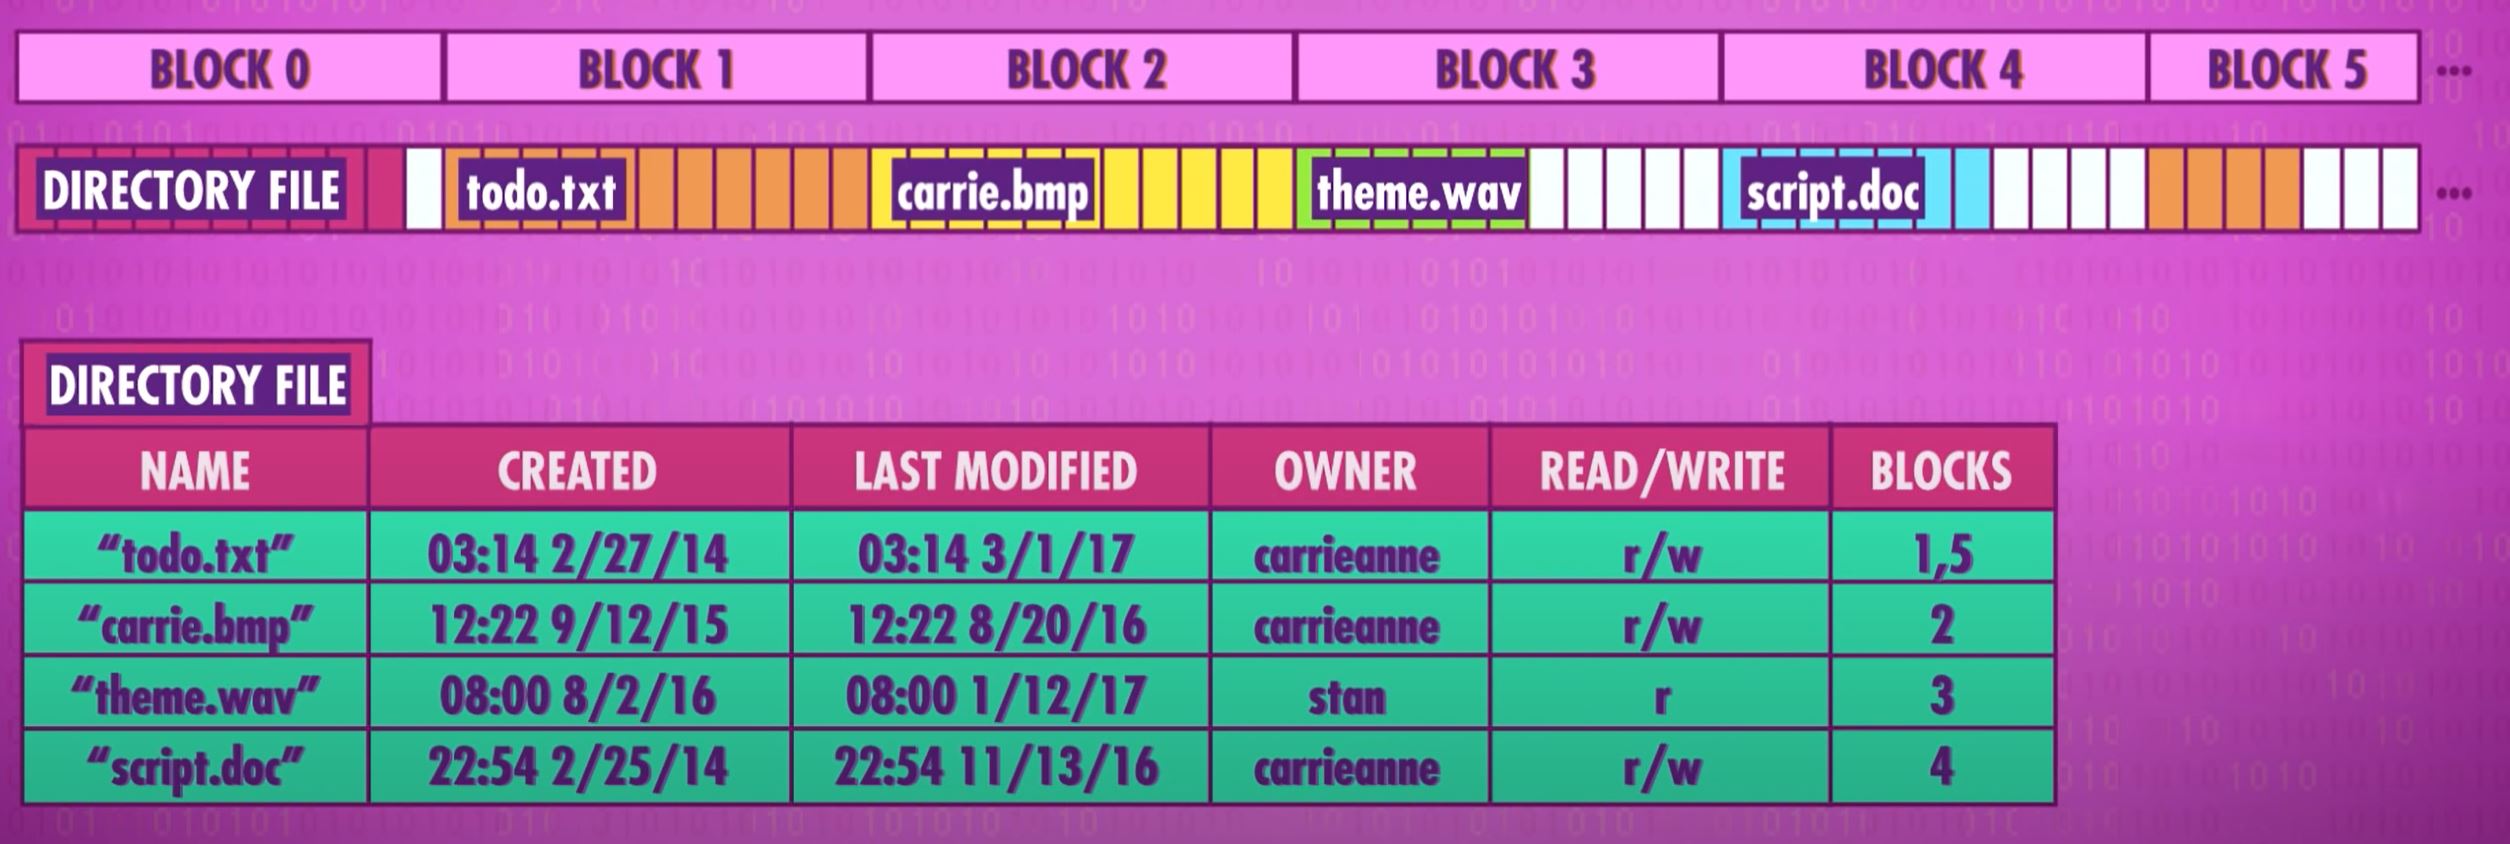 BLOCK 0 BLOCK 1 BLOCK 2 BLOCK 3 BLOCK 4 BLOCK 5 ...
DIRECTORY FILE todo.txt carrie.bmp theme.wav script.doc ...
DIRECTORY FILE
NAME CREATED LAST MODIFIED OWNER READ/WRITE BLOCKS
“todo.txt” 03:14 2/27/14 03:14 3/1/17 carrieanne r/w 1,5
“carrie.bmp” 12:22 9/12/15 12:22 8/20/16 carrieanne r/w 2
“theme.wav” 08:00 8/2/16 08:00 1/12/17 stan r 3
“script.doc” 22:54 2/25/14 22:54 11/13/16 carrieanne r/w 4